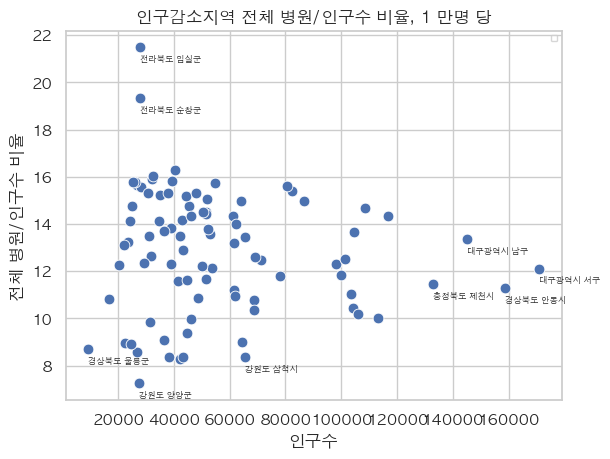 인구감소지역 전체 병원/인구수 비율, 1 만명 당
전체 병원/인구수 비율
22
20
18
16
14
12
10
8
전라북도 임실군
전라북도 순창군
대구광역시 남구
대구광역시 서구
충청북도 제천시
경상북도 안동시
경상북도 울릉군
강원도 삼척시
강원도 양양군
20000 40000 60000 80000 100000 120000 140000 160000
인구수